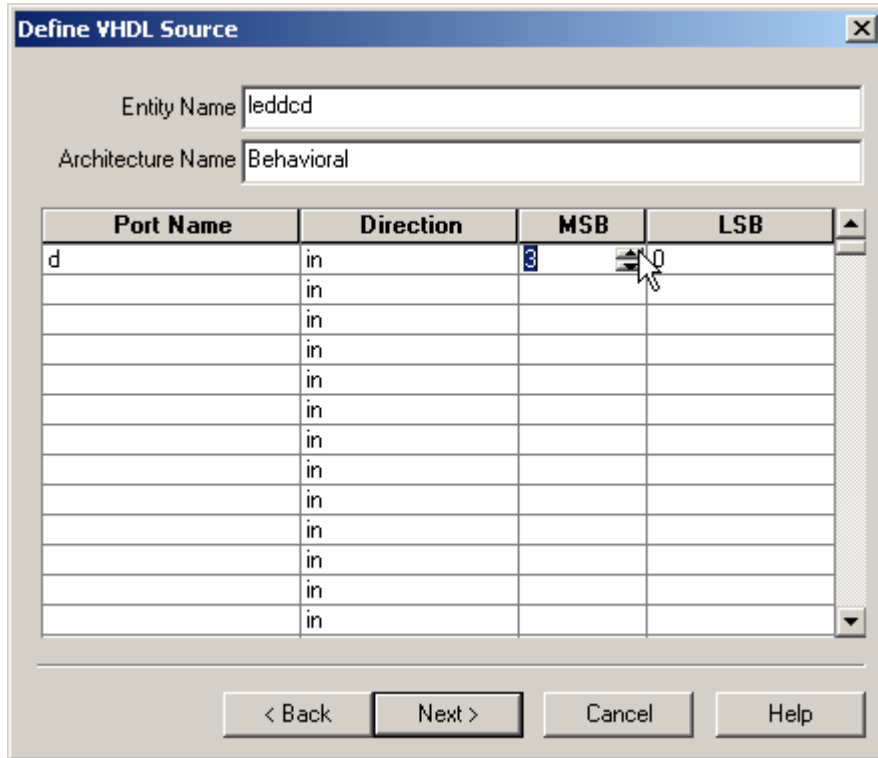 Define VHDL Source
Entity Name leddcd
Architecture Name Behavioral
Port Name Direction MSB LSB
d in 3 0
in
in
in
in
in
in
in
in
in
in
in
in
< Back Next > Cancel Help